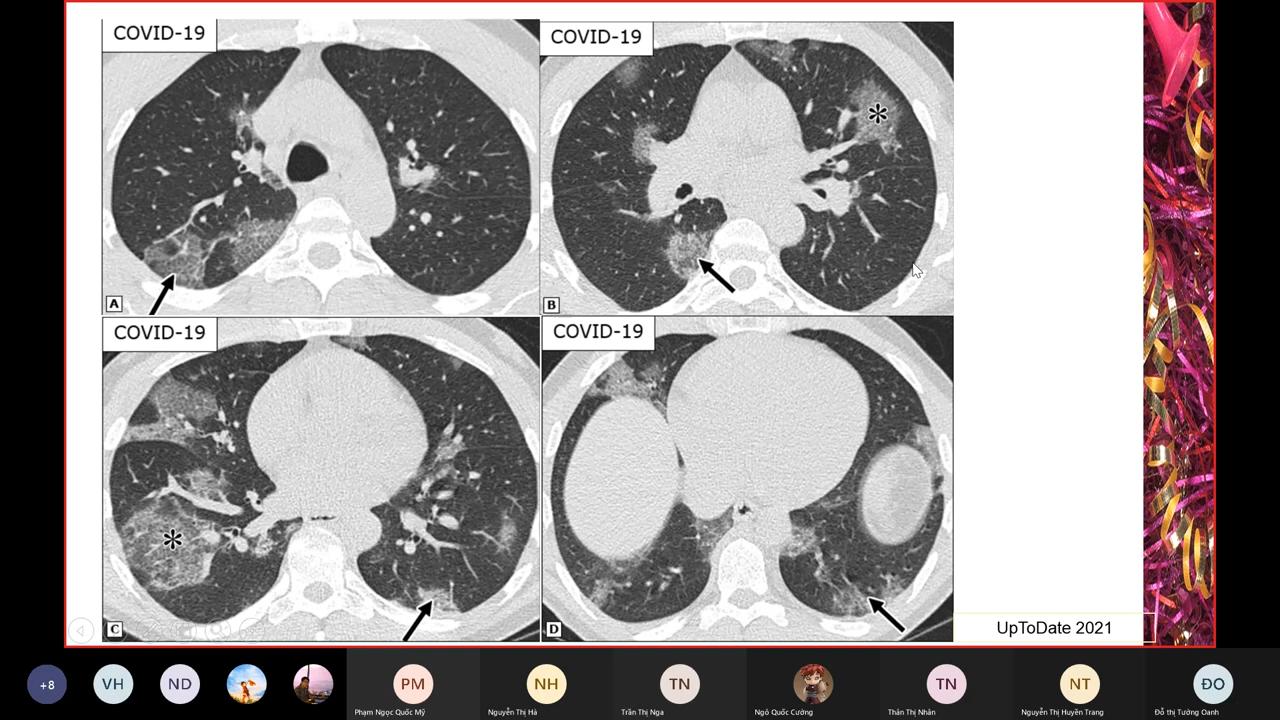 COVID-19
COVID-19
A
B
COVID-19
COVID-19
C
D
UpToDate 2021
+8
VH
ND
PM
NH
TN
TN
NT
ĐO
Phạm Ngọc Quốc Mỹ
Nguyễn Thị Hà
Trần Thị Nga
Ngô Quốc Cường
Thân Thị Nhân
Nguyễn Thị Huyền Trang
Đỗ thị Tường Oanh